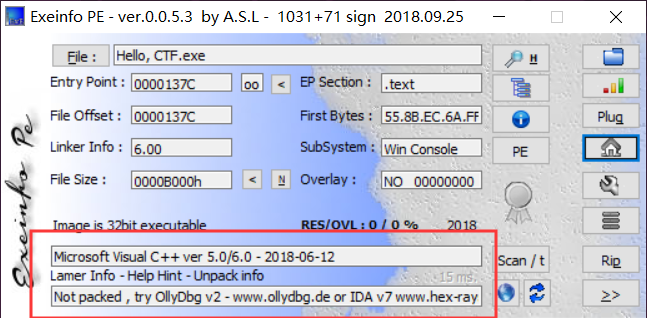 Exeinfo PE - ver.0.0.5.3 by A.S.L - 1031+71 sign 2018.09.25
File : Hello, CTF.exe H
Entry Point : 0000137C oo < EP Section : .text
File Offset : 0000137C First Bytes : 55.8B.EC.6A.FF Plug
Linker Info : 6.00 SubSystem : Win Console PE
File Size : 0000B000h < N Overlay : NO 00000000
Image is 32bit executable RES/OVL : 0 / 0 % 2018
Exeinfo Pe
Microsoft Visual C++ ver 5.0/6.0 - 2018-06-12 Scan / t Rip
Lamer Info - Help Hint - Unpack info 15 ms.
Not packed , try OllyDbg v2 - www.ollydbg.de or IDA v7 www.hex-ray >>